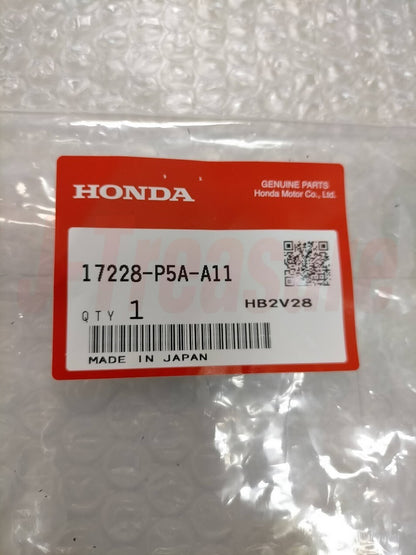 HONDA
GENUINE PARTS
Honda Motor Co., Ltd.
17228-P5A-A11
QTY 1
HB2V28
MADE IN JAPAN